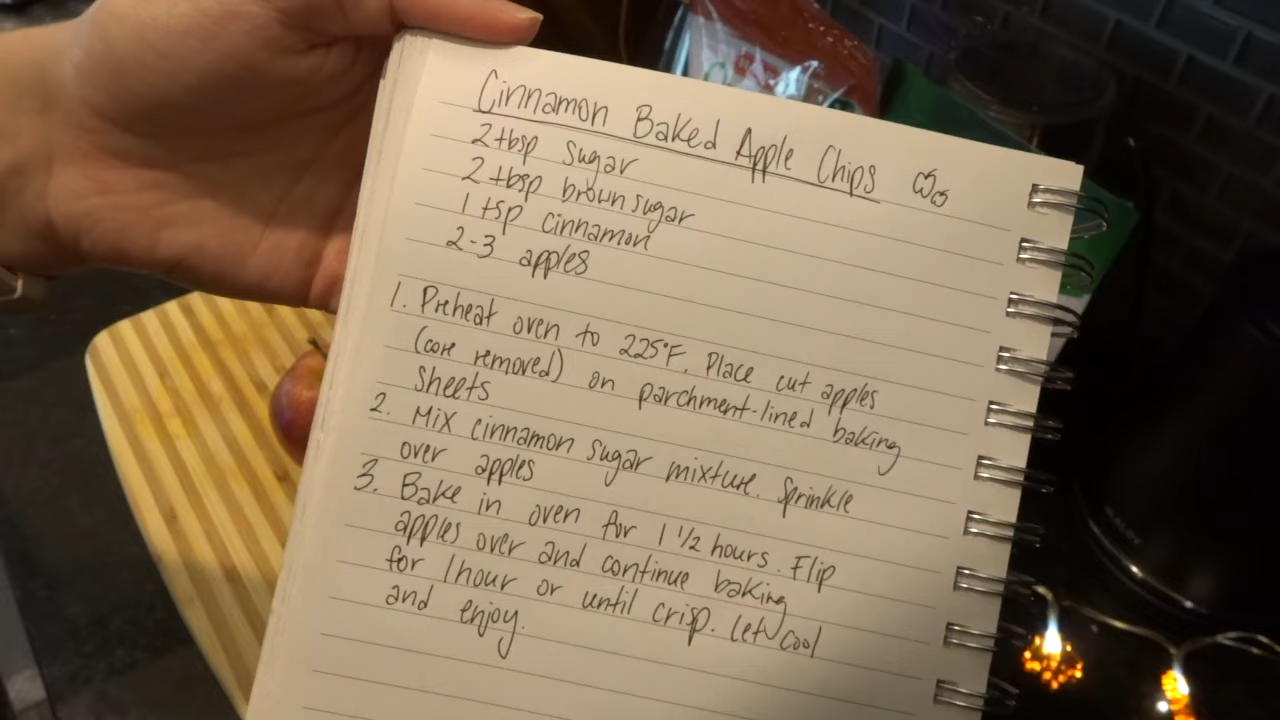 Cinnamon Baked Apple Chips
2 tbsp sugar
2 tbsp brown sugar
1 tsp cinnamon
2-3 apples
1. Preheat oven to 225°F. Place cut apples
(core removed) on parchment-lined baking
sheets
2. Mix cinnamon sugar mixture. Sprinkle
over apples
3. Bake in oven for 1 1/2 hours. Flip
apples over and continue baking
for 1 hour or until crisp. Let cool
and enjoy.